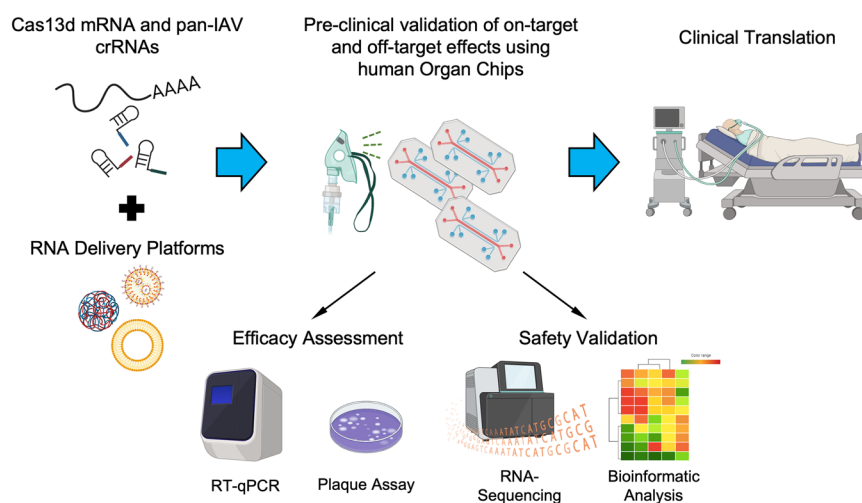 Cas13d mRNA and pan-IAV
crRNAs
AAAA
RNA Delivery Platforms
Pre-clinical validation of on-target
and off-target effects using
human Organ Chips
Clinical Translation
Efficacy Assessment
RT-qPCR
Plaque Assay
Safety Validation
Color range
RNA-
Sequencing
Bioinformatic
Analysis